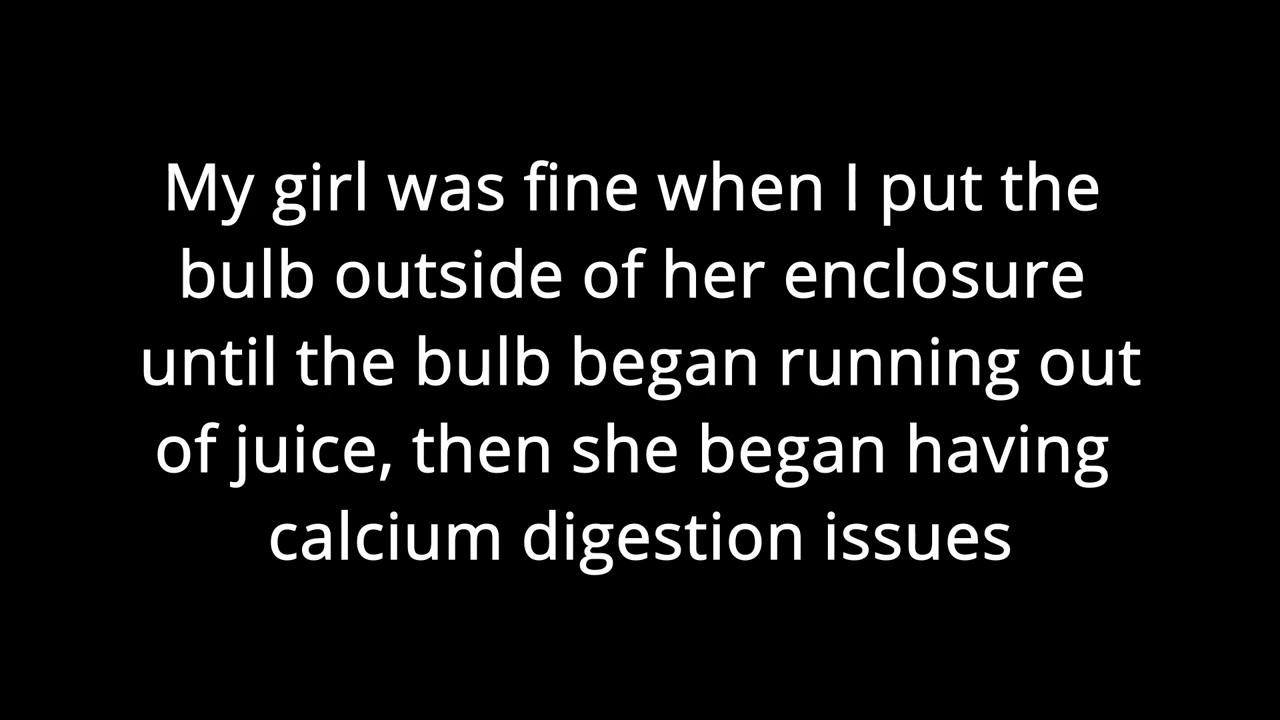 My girl was fine when I put the
bulb outside of her enclosure
until the bulb began running out
of juice, then she began having
calcium digestion issues